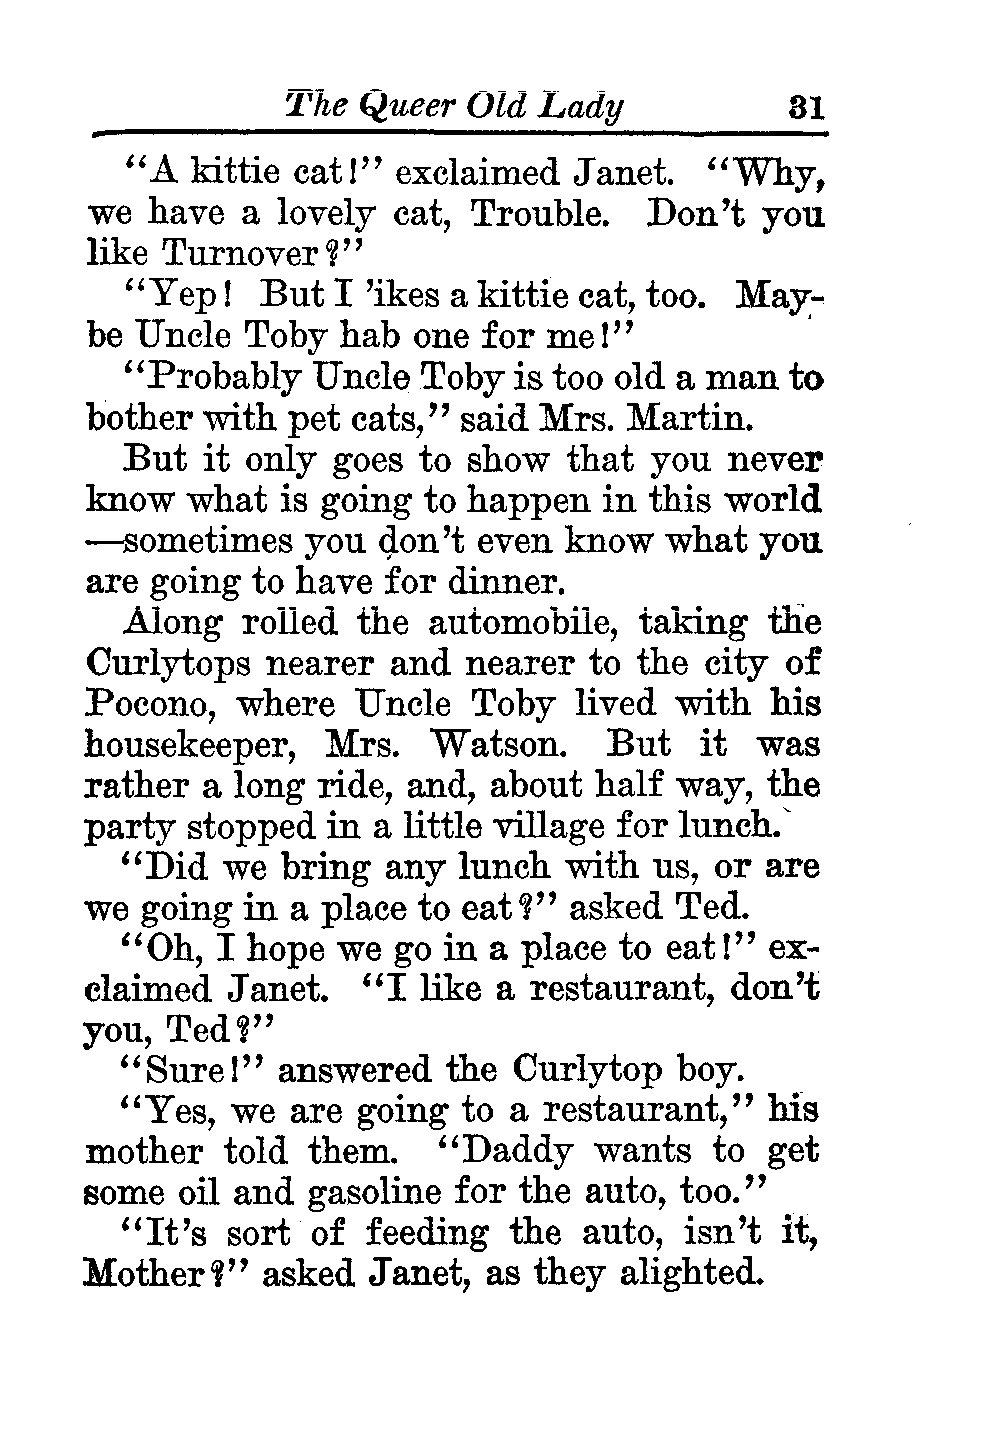 The Queer Old Lady 31
“A kittie cat!” exclaimed Janet. “Why,
we have a lovely cat, Trouble. Don’t you
like Turnover?”
“Yep! But I ’ikes a kittie cat, too. May-
be Uncle Toby hab one for me!”
“Probably Uncle Toby is too old a man to
bother with pet cats,” said Mrs. Martin.
But it only goes to show that you never
know what is going to happen in this world
—sometimes you don’t even know what you
are going to have for dinner.
Along rolled the automobile, taking the
Curlytops nearer and nearer to the city of
Pocono, where Uncle Toby lived with his
housekeeper, Mrs. Watson. But it was
rather a long ride, and, about half way, the
party stopped in a little village for lunch.
“Did we bring any lunch with us, or are
we going in a place to eat?” asked Ted.
“Oh, I hope we go in a place to eat!” ex-
claimed Janet. “I like a restaurant, don’t
you, Ted?”
“Sure!” answered the Curlytop boy.
“Yes, we are going to a restaurant,” his
mother told them. “Daddy wants to get
some oil and gasoline for the auto, too.”
“It’s sort of feeding the auto, isn’t it,
Mother?” asked Janet, as they alighted.